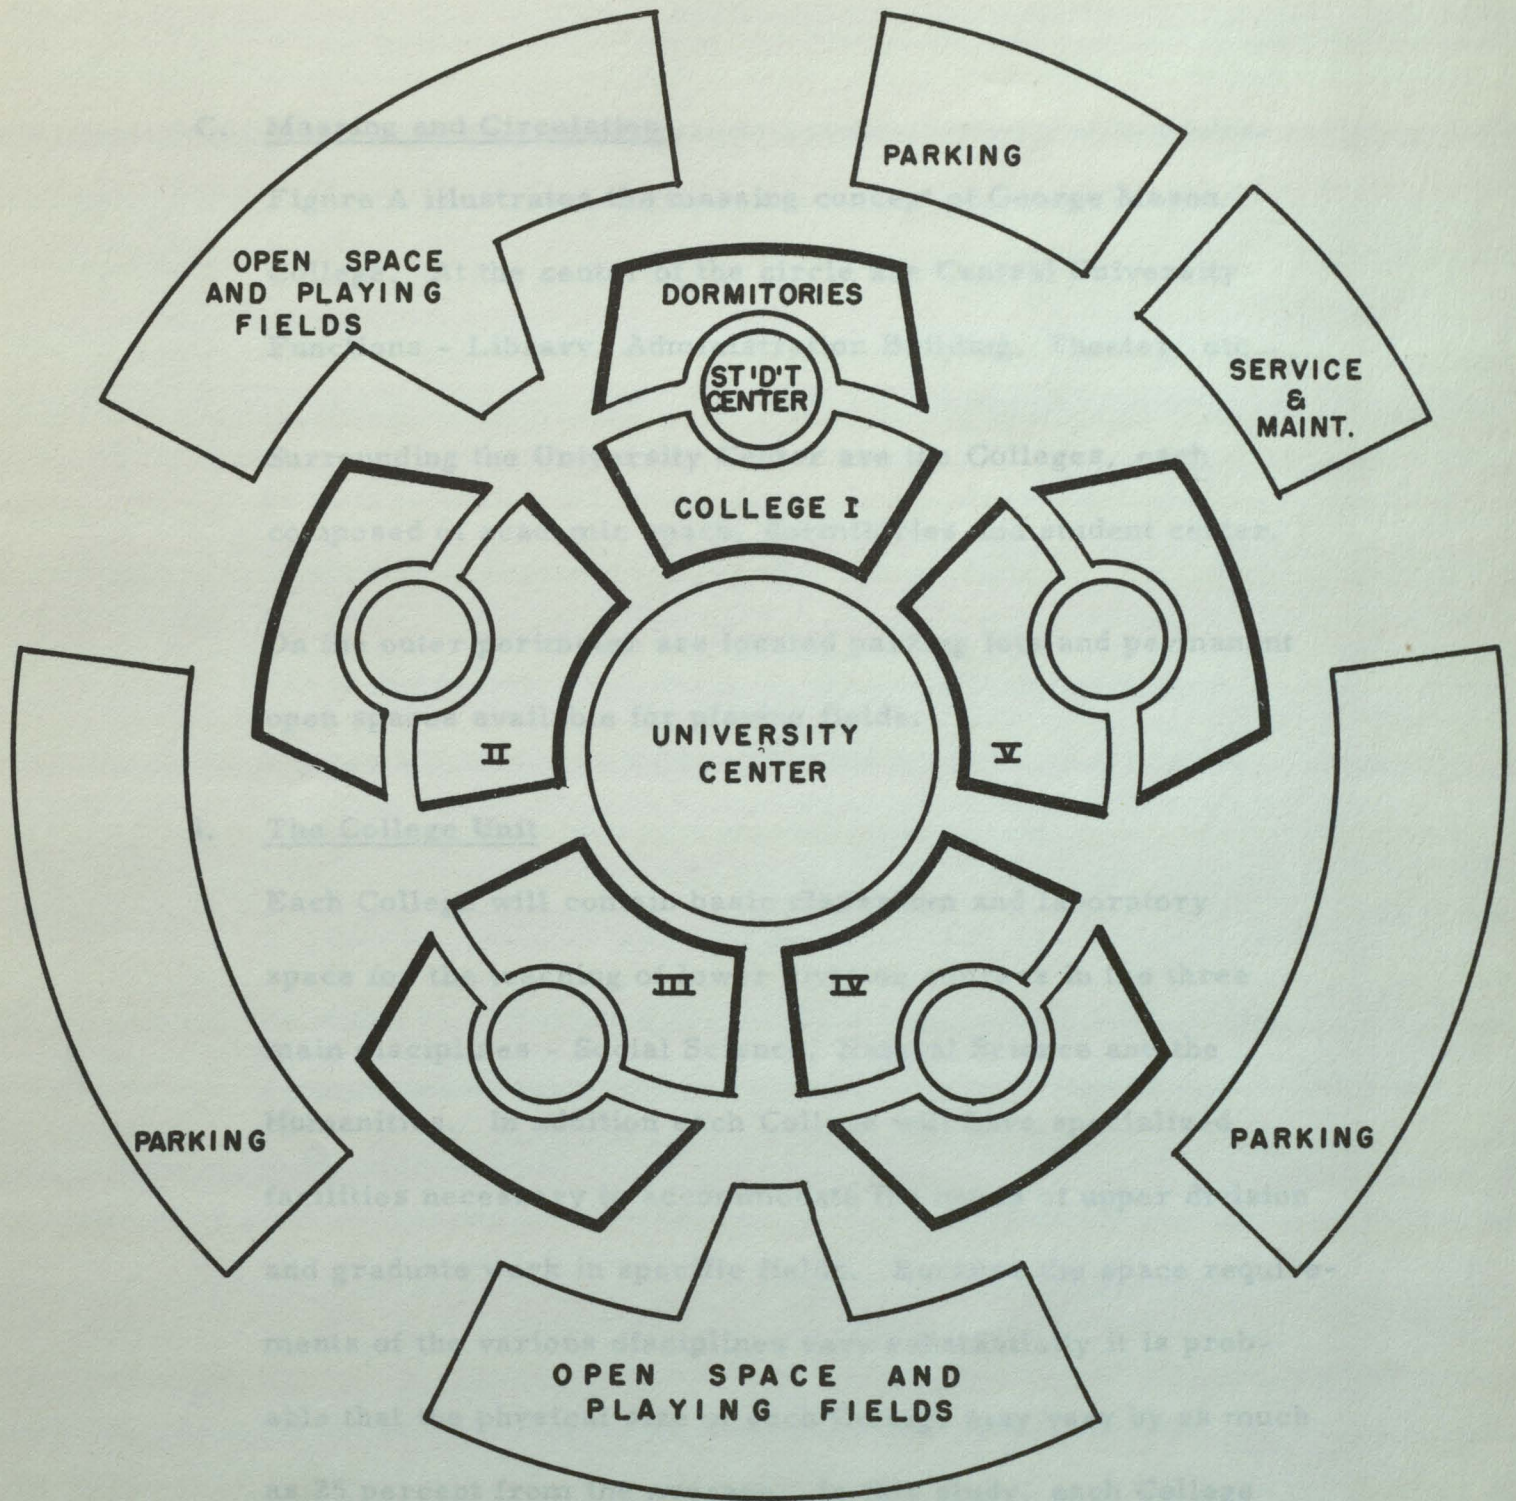 PARKING
OPEN SPACE
AND PLAYING
FIELDS
DORMITORIES
SERVICE
&
MAINT.
ST'D'T
CENTER
COLLEGE I
II
UNIVERSITY
CENTER
V
III
IV
PARKING
PARKING
OPEN SPACE AND
PLAYING FIELDS
C. Massing and Circulation
Figure A illustrates the massing concept of George Mason
at the center of the circle are Central University
Functions - Library, Administration Building, Theater, etc.
Surrounding the University Center are the Colleges, each
composed of academic space, dormitories and student center.
On the outer perimeter are located parking lots and permanent
open spaces available for playing fields.
The College Unit
Each College will contain basic classroom and laboratory
space for the teaching of lower division courses in the three
main disciplines - Social Science, Natural Science and the
Humanities. In addition each College will have specialized
facilities necessary to accommodate the needs of upper division
and graduate work in specific fields. Because the space require-
ments of the various disciplines vary substantially it is prob-
able that the physical size of each College may vary by as much
as 25 percent from the study, each College